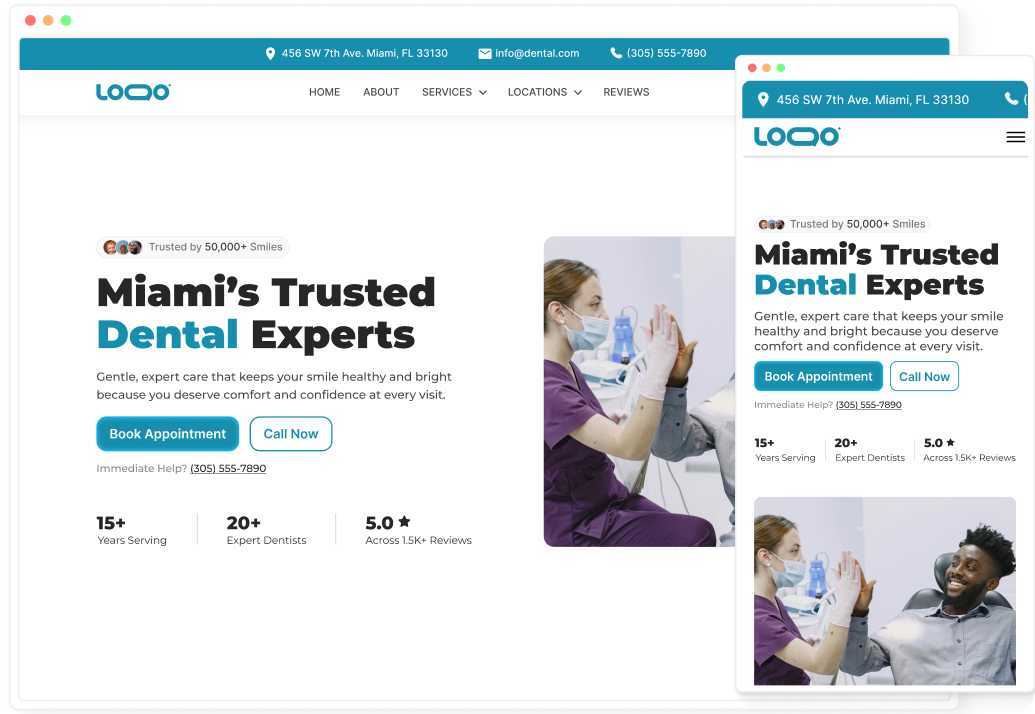 456 SW 7th Ave. Miami, FL 33130 info@dental.com (305) 555-7890
LOQO
HOME ABOUT SERVICES LOCATIONS REVIEWS
Trusted by 50,000+ Smiles
Miami’s Trusted
Dental Experts
Gentle, expert care that keeps your smile healthy and bright
because you deserve comfort and confidence at every visit.
Book Appointment Call Now
Immediate Help? (305) 555-7890
15+ 20+ 5.0 ★
Years Serving Expert Dentists Across 1.5K+ Reviews
456 SW 7th Ave. Miami, FL 33130 (
LOQO
Trusted by 50,000+ Smiles
Miami’s Trusted
Dental Experts
Gentle, expert care that keeps your smile
healthy and bright because you deserve
comfort and confidence at every visit.
Book Appointment Call Now
Immediate Help? (305) 555-7890
15+ 20+ 5.0 ★
Years Serving Expert Dentists Across 1.5K+ Reviews